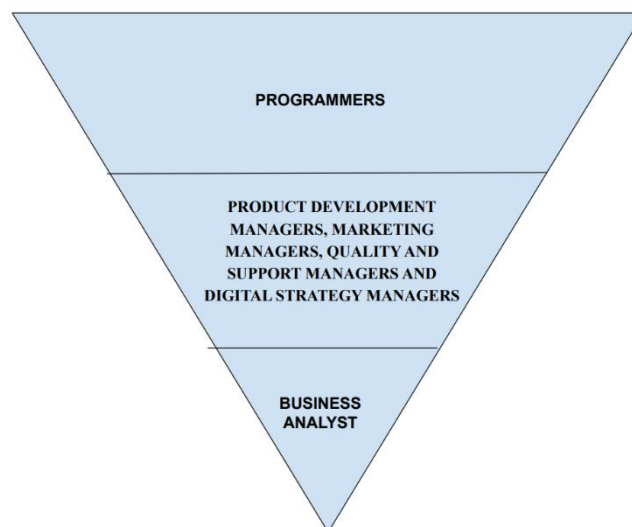 PROGRAMMERS
PRODUCT DEVELOPMENT
MANAGERS, MARKETING
MANAGERS, QUALITY AND
SUPPORT MANAGERS AND
DIGITAL STRATEGY MANAGERS
BUSINESS
ANALYST